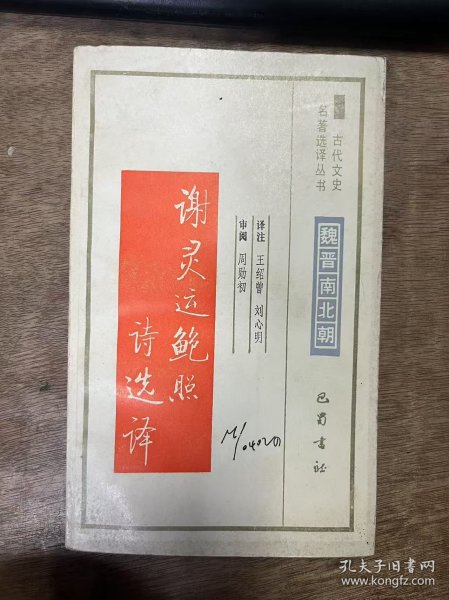 古代文史
名著选译丛书
魏晋南北朝
巴蜀书社
译注 王绍曾 刘心明
审阅 周勋初
谢灵运鲍照
诗选译
孔夫子旧书网
www.kongfz.com